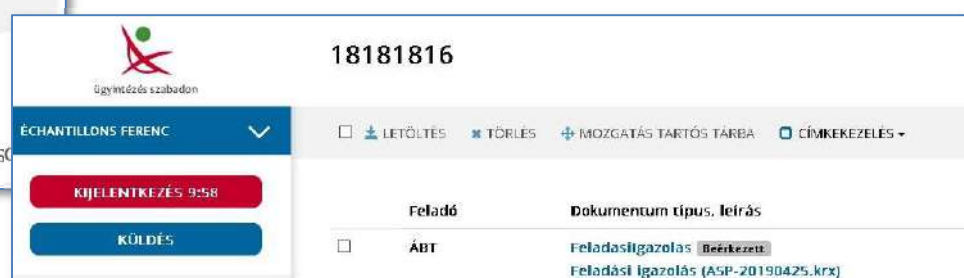 18181816
ügyintézés szabadon
ÉCHANTILLONS FERENC
LETÖLTÉS TÖRLÉS MOZGATÁS TARTÓS TÁRBA CÍMKEKEZELÉS
KIJELENTKEZÉS 9:58
KÜLDÉS
Feladó Dokumentum típus, leírás
ÁBT Feladasiigazolas Beérkezett
Feladási igazolás (ASP-20190425.krx)